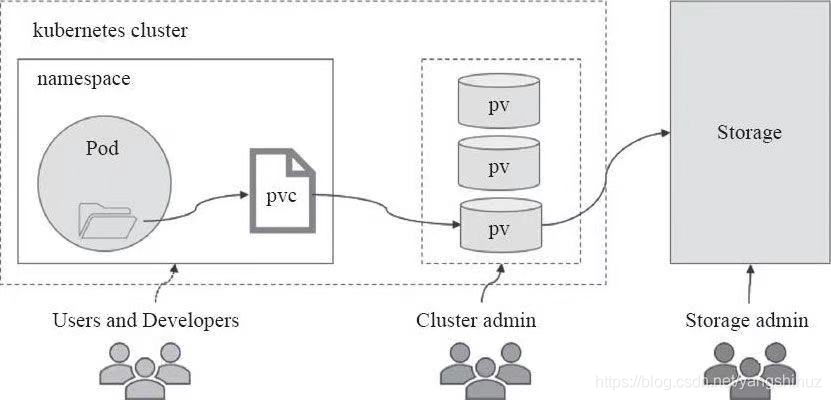 kubernetes cluster
namespace
Pod
pvc
pv
pv
pv
Storage
Users and Developers
Cluster admin
Storage admin
https://blog.csdn.net/yangshihuz